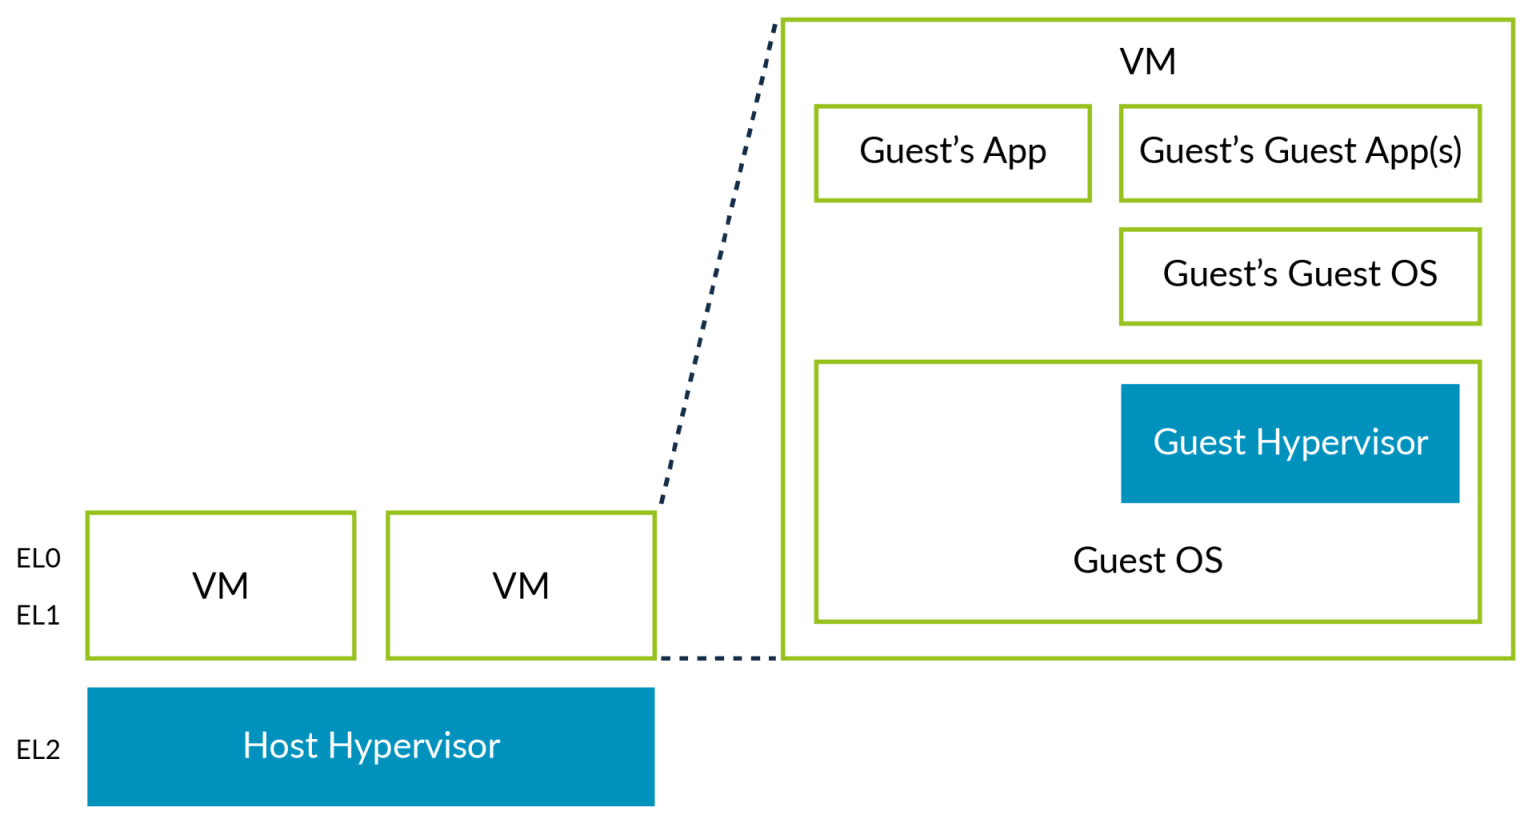 VM
Guest’s App
Guest’s Guest App(s)
Guest’s Guest OS
Guest Hypervisor
Guest OS
EL0
EL1
VM
VM
EL2
Host Hypervisor